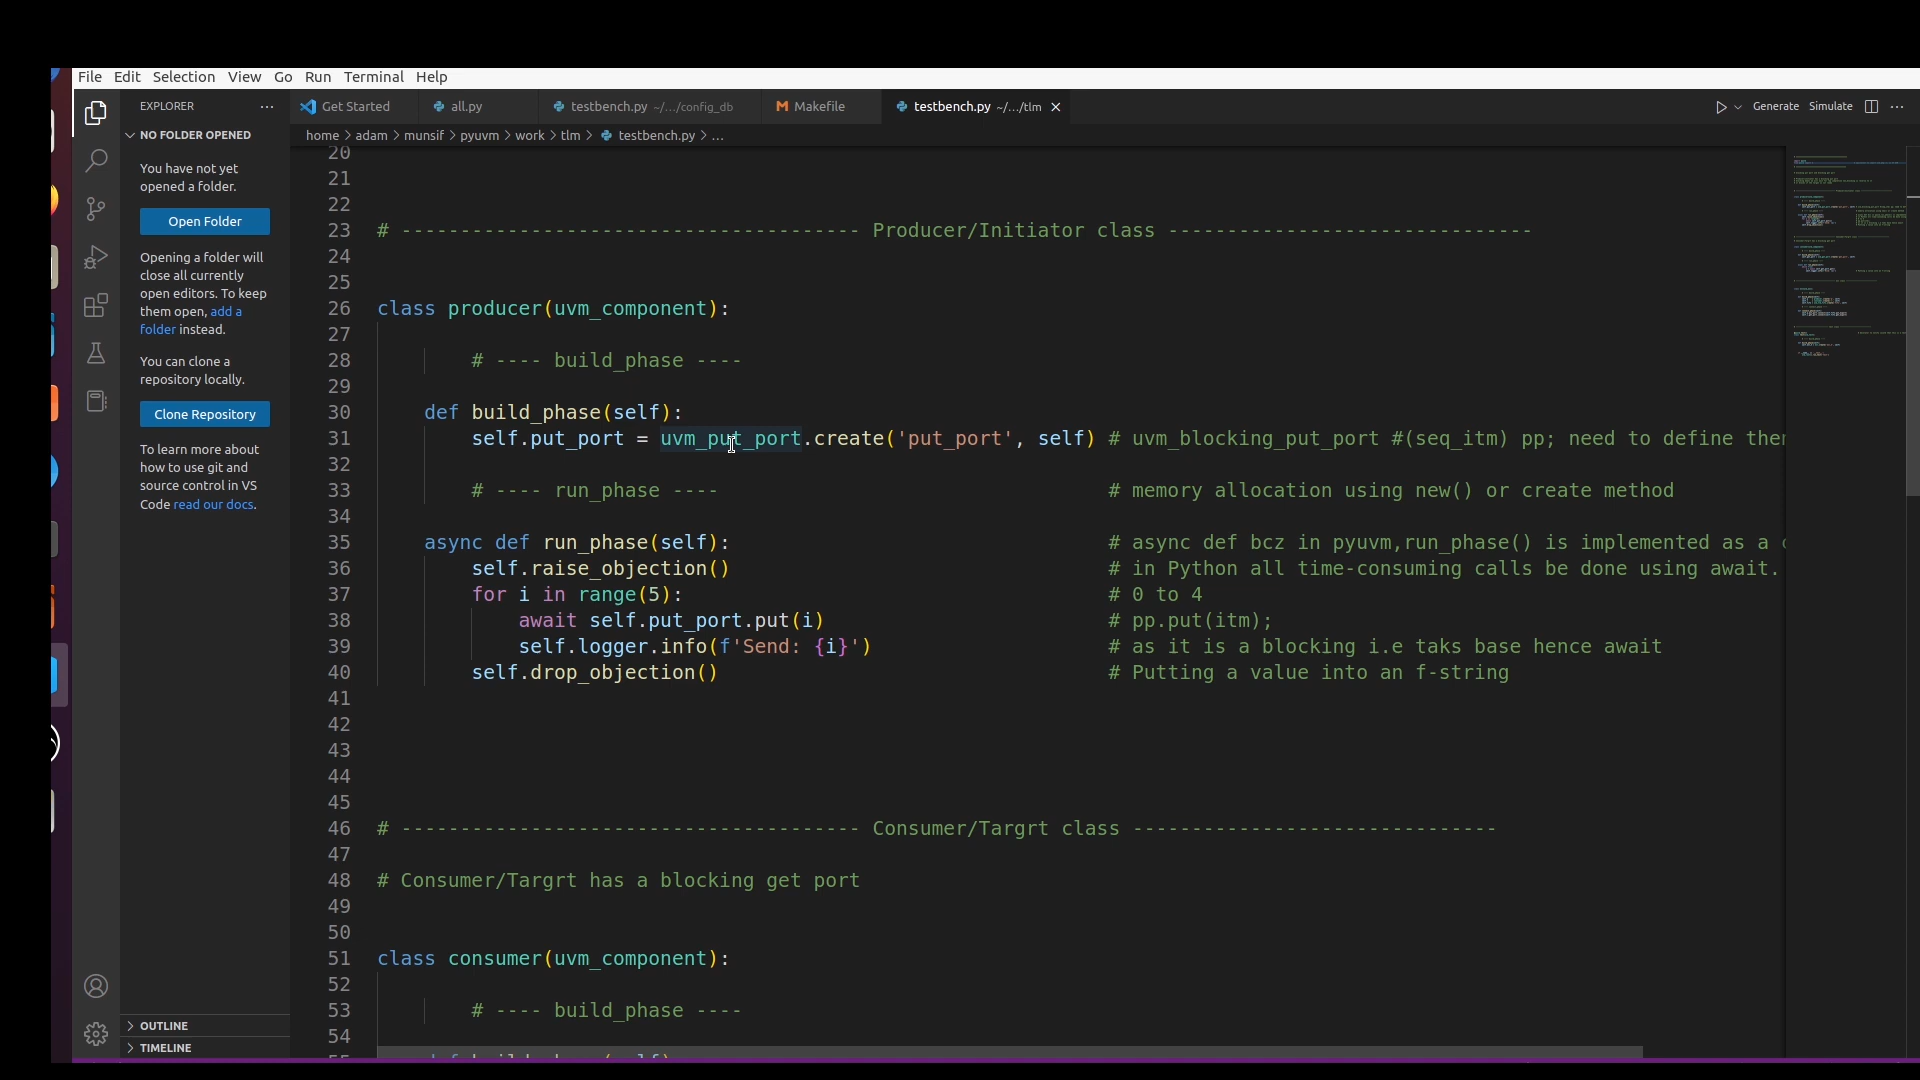 File Edit Selection View Go Run Terminal Help
EXPLORER ...
Get Started all.py testbench.py ~/.../config_db Makefile testbench.py ~/.../tlm
Generate Simulate
NO FOLDER OPENED
home > adam > munsif > pyuvm > work > tlm > testbench.py > ...
You have not yet
opened a folder.
Open Folder
Opening a folder will
close all currently
open editors. To keep
them open, add a
folder instead.
You can clone a
repository locally.
Clone Repository
To learn more about
how to use git and
source control in VS
Code read our docs.
OUTLINE
TIMELINE
20
21
22
23 # --------------------------------------- Producer/Initiator class -------------------------------
24
25
26 class producer(uvm_component):
27
28 # ---- build_phase ----
29
30 def build_phase(self):
31 self.put_port = uvm_put_port.create('put_port', self) # uvm_blocking_put_port #(seq_itm) pp; need to define
32
33 # ---- run_phase ---- # memory allocation using new() or create method
34
35 async def run_phase(self): # async def bcz in pyuvm,run_phase() is implemented as a
36 self.raise_objection() # in Python all time-consuming calls be done using await.
37 for i in range(5): # 0 to 4
38 await self.put_port.put(i) # pp.put(itm);
39 self.logger.info(f'Send: {i}') # as it is a blocking i.e taks base hence await
40 self.drop_objection() # Putting a value into an f-string
41
42
43
44
45
46 # --------------------------------------- Consumer/Targrt class -------------------------------
47
48 # Consumer/Targrt has a blocking get port
49
50
51 class consumer(uvm_component):
52
53 # ---- build_phase ----
54